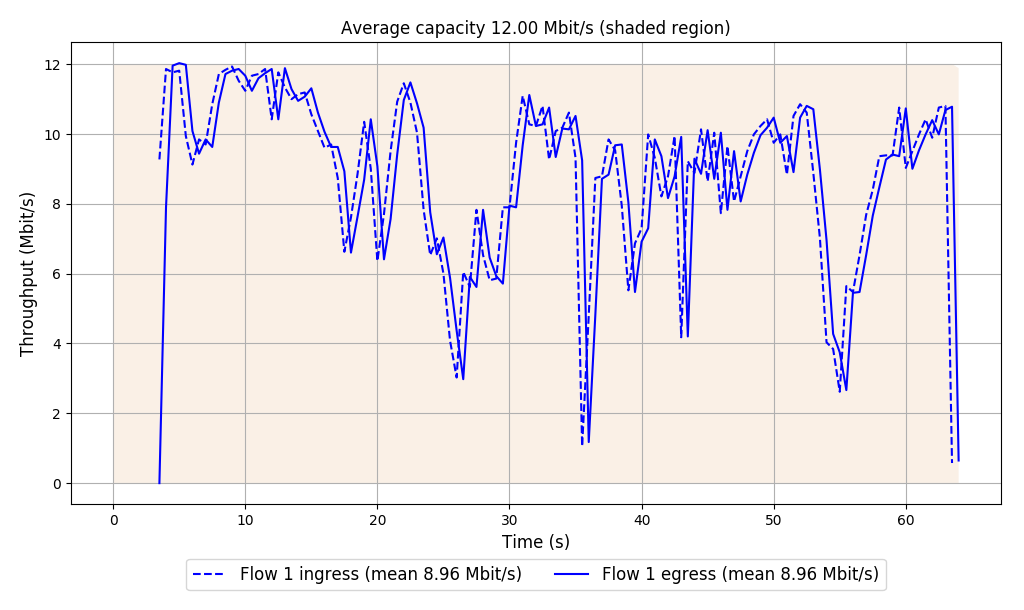 Average capacity 12.00 Mbit/s (shaded region)
Throughput (Mbit/s)
12
10
8
6
4
2
0
0 10 20 30 40 50 60
Time (s)
Flow 1 ingress (mean 8.96 Mbit/s) Flow 1 egress (mean 8.96 Mbit/s)